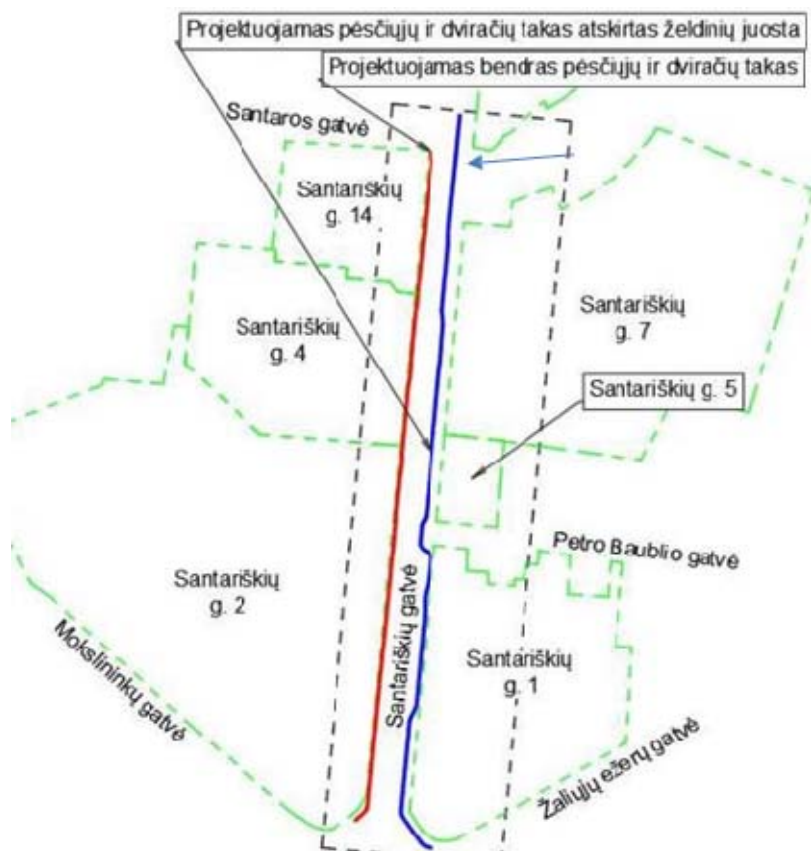 Projektuojamas pėsčiųjų ir dviračių takas atskirtas želdinių juosta
Projektuojamas bendras pėsčiųjų ir dviračių takas
Santaros gatvė
Santariškių
g. 14
Santariškių
g. 4
Santariškių
g. 7
Santariškių g. 5
Petro Baublio gatvė
Santariškių
g. 2
Santariškių gatvė
Santariškių
g. 1
Mokslininkų gatvė
Žaliųjų ežerų gatvė